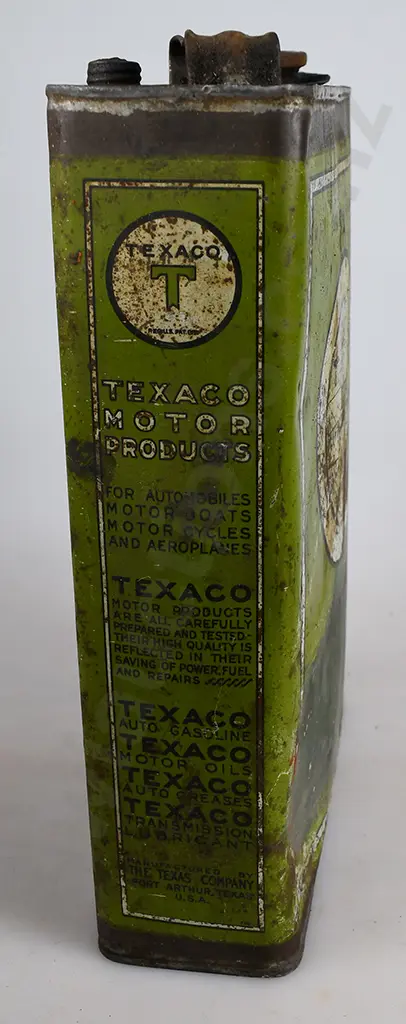 TEXACO
T
REG. U.S. PAT. OFF.
TEXACO
MOTOR
PRODUCTS
FOR AUTOMOBILES
MOTOR BOATS
MOTOR CYCLES
AND AEROPLANES
TEXACO
MOTOR PRODUCTS
ARE ALL CAREFULLY
PREPARED AND TESTED-
THEIR HIGH QUALITY IS
REFLECTED IN THEIR
SAVING OF POWER, FUEL
AND REPAIRS
TEXACO
AUTO GASOLINE
TEXACO
MOTOR OILS
TEXACO
AUTO GREASES
TEXACO
TRANSMISSION
LUBRICANT
MANUFACTURED BY
THE TEXAS COMPANY
PORT ARTHUR, TEXAS
U.S.A.